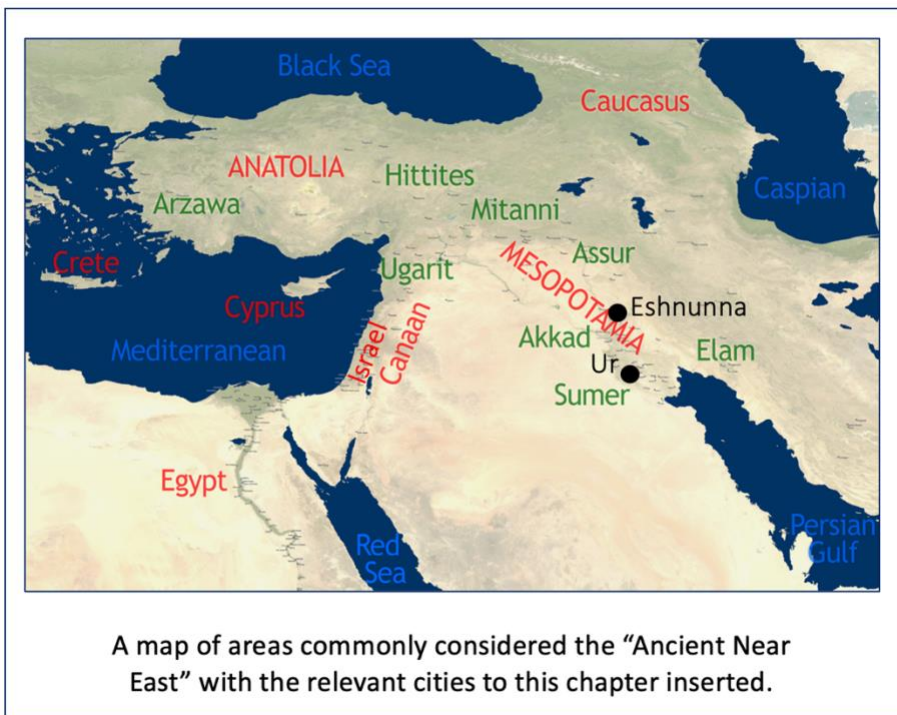 Black Sea
Caucasus
ANATOLIA
Hittites
Caspian
Arzawa
Mitanni
Assur
Crete
Ugarit
MESOPOTAMIA
Cyprus
Eshnunna
Mediterranean
Israel
Canaan
Akkad
Elam
Ur
Sumer
Egypt
Red
Sea
Persian
Gulf
A map of areas commonly considered the “Ancient Near
East” with the relevant cities to this chapter inserted.